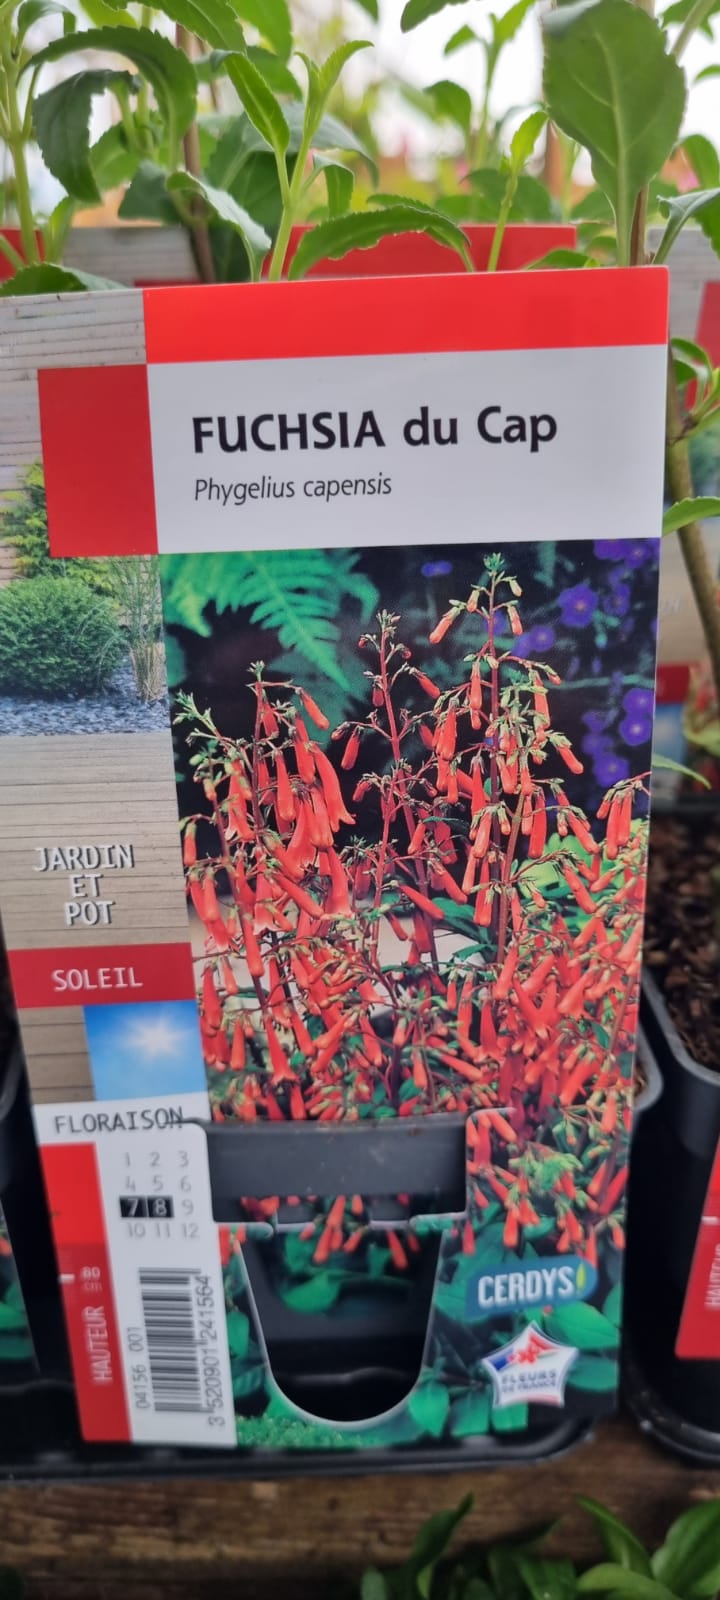 FUCHSIA du Cap
Phygelius capensis
JARDIN
ET
POT
SOLEIL
FLORAISON
1 2 3
4 5 6
7 8 9
10 11 12
80
cm
HAUTEUR
04156 001
3 520901 241564
CERDYS
FLEURS
DE FRANCE
HAUTEUR